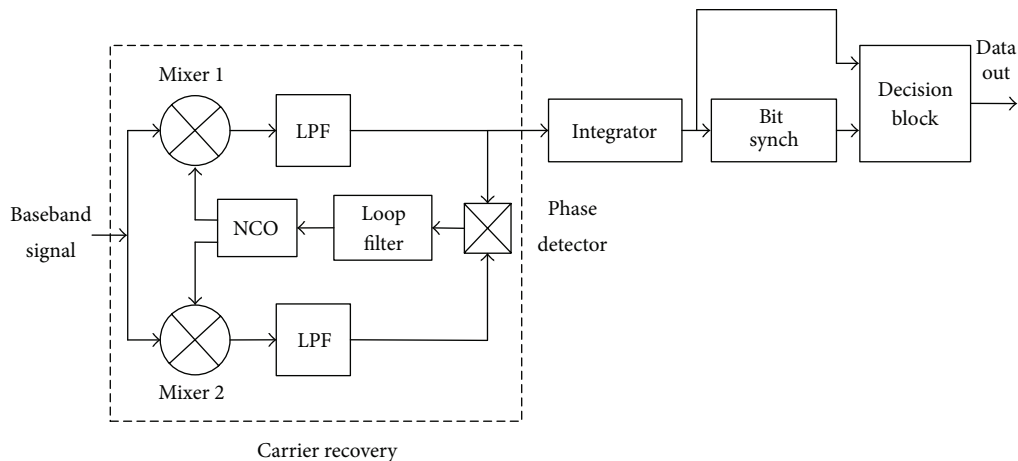 Mixer 1
LPF
Integrator
Bit
synch
Decision
block
Data
out
Baseband
signal
NCO
Loop
filter
Phase
detector
LPF
Mixer 2
Carrier recovery